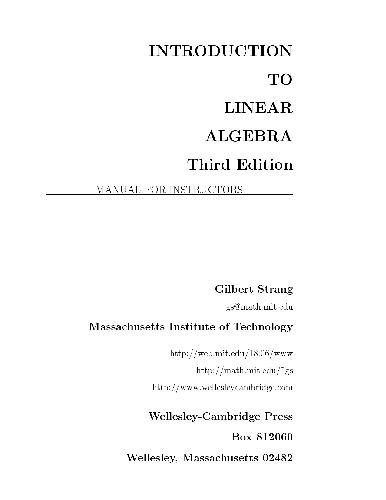 INTRODUCTION
TO
LINEAR
ALGEBRA
Third Edition
MANUAL FOR INSTRUCTORS
Gilbert Strang
gs@math.mit.edu
Massachusetts Institute of Technology
http://web.mit.edu/18.06/www
http://math.mit.edu/~gs
http://www.wellesleycambridge.com
Wellesley-Cambridge Press
Box 812060
Wellesley, Massachusetts 02482